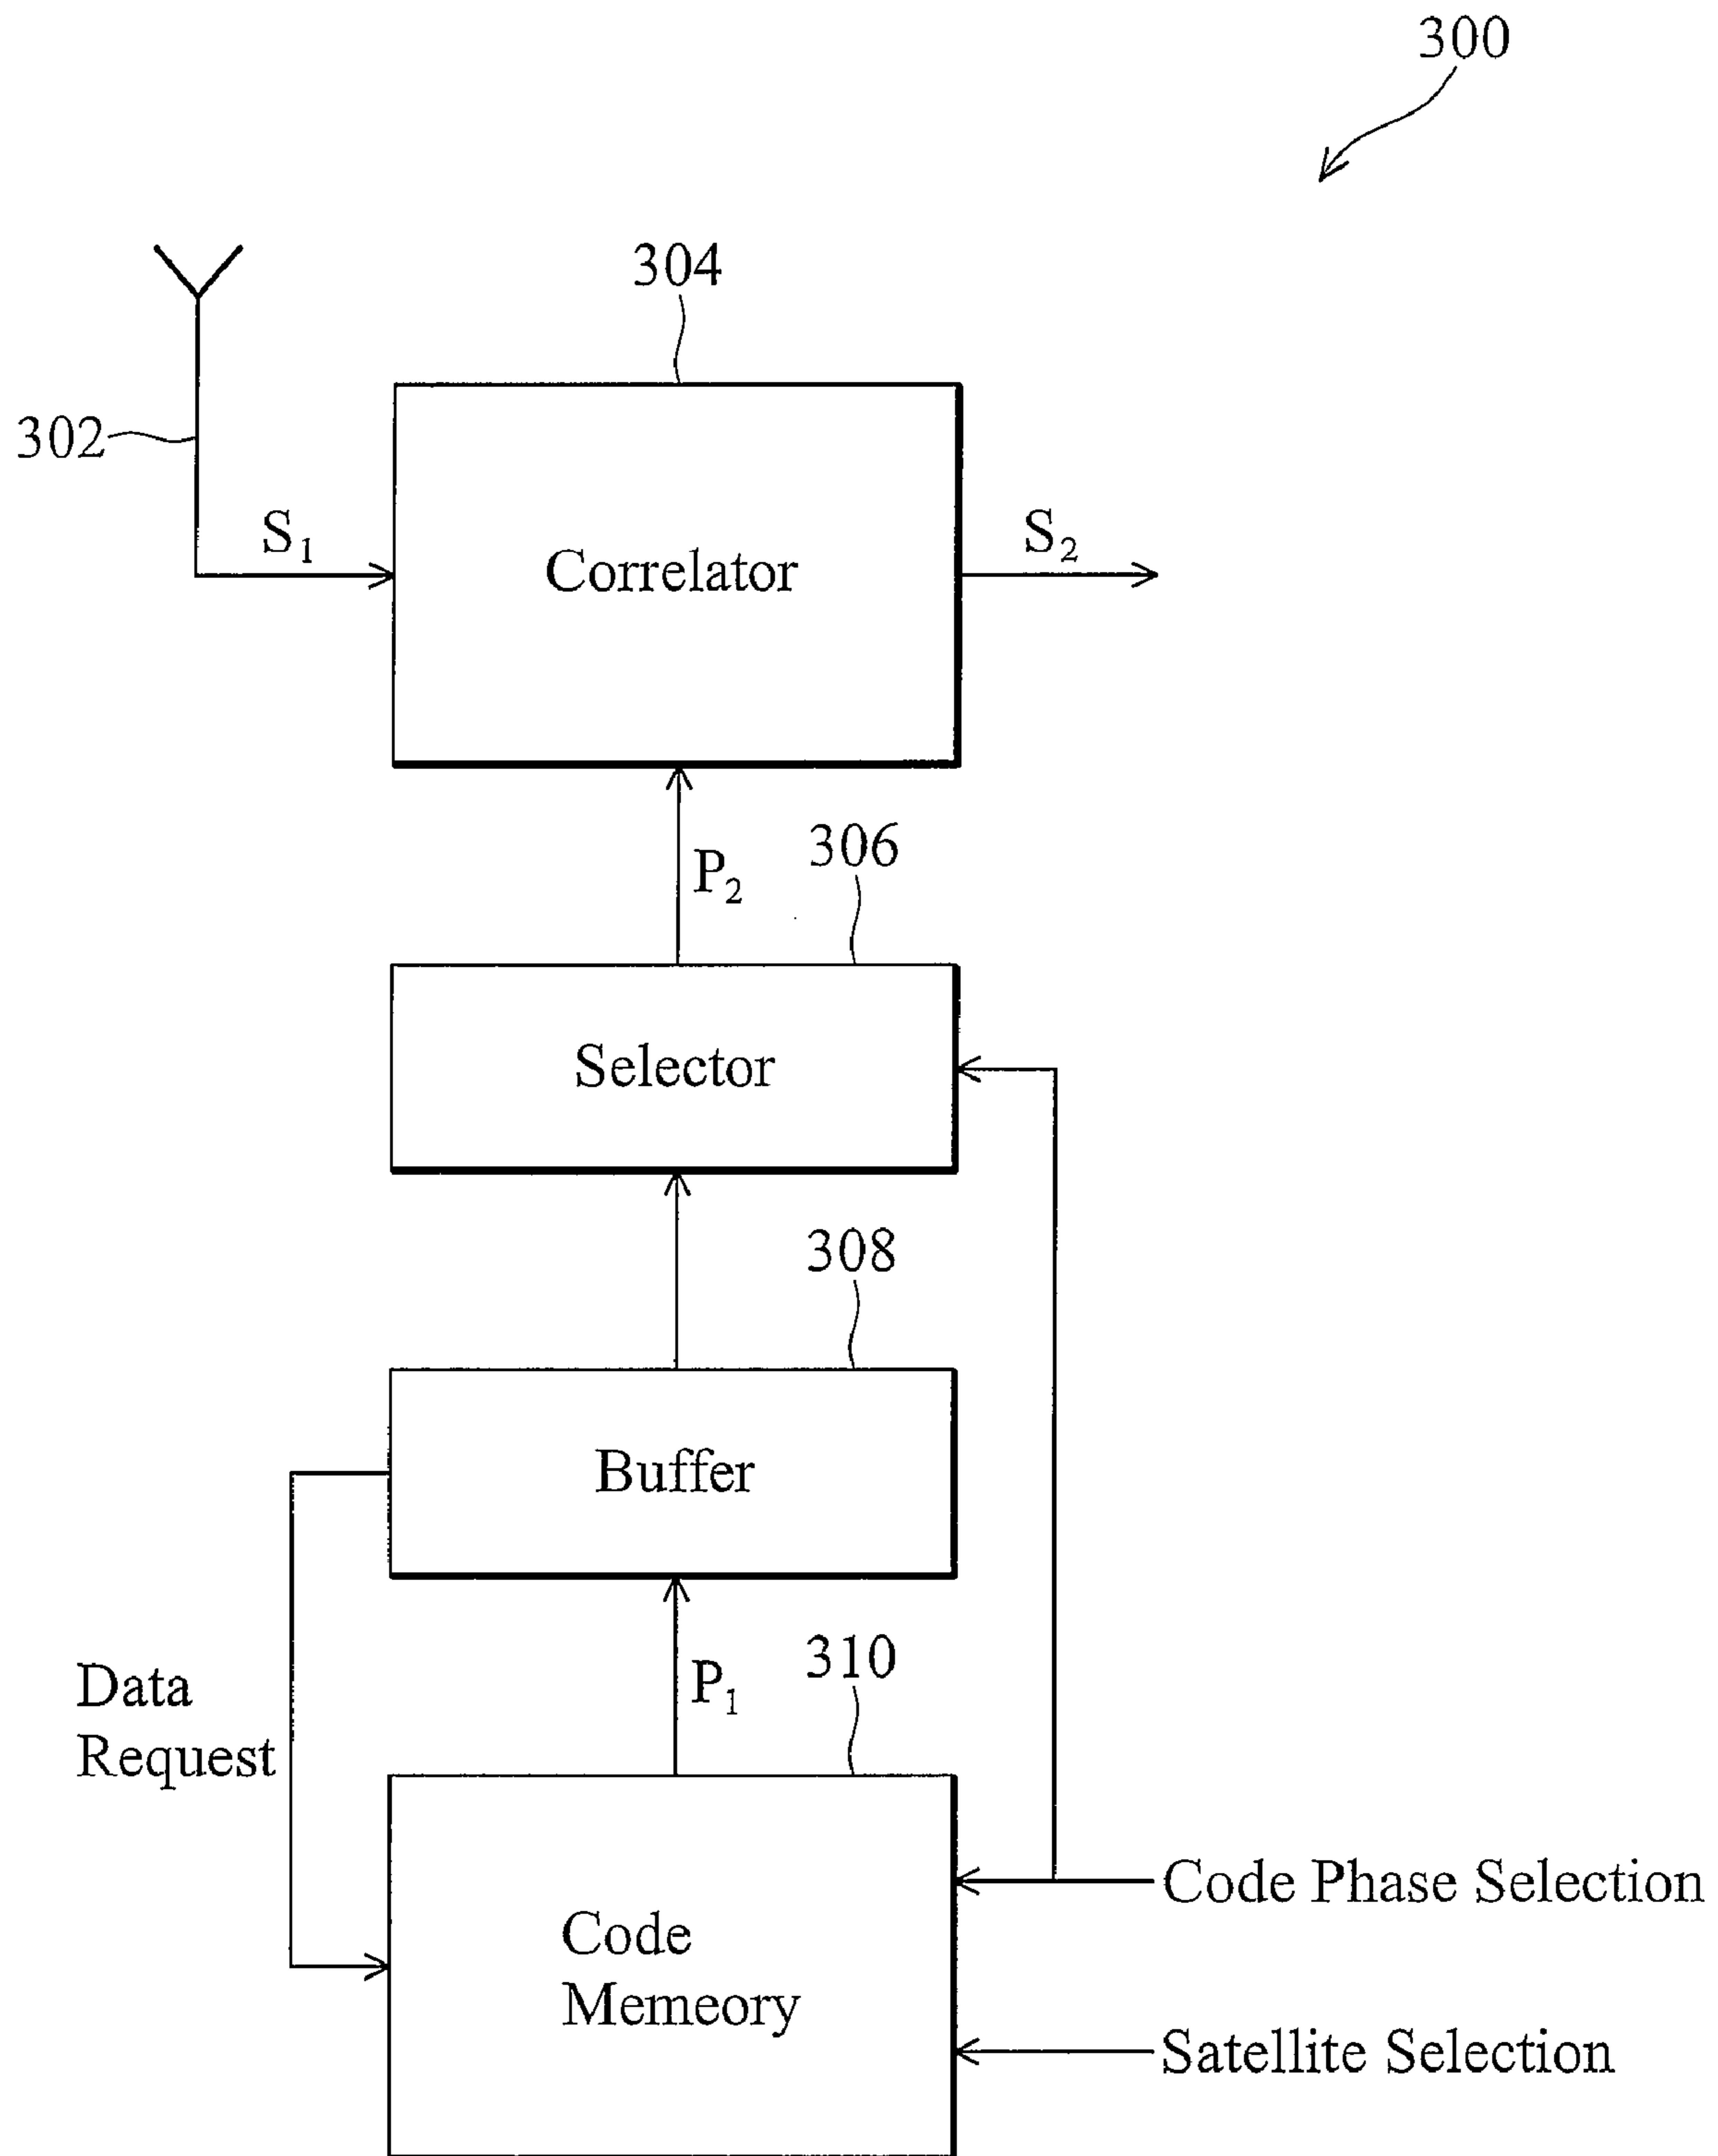 300
304
302
S₁
Correlator
S₂
306
P₂
Selector
308
Buffer
310
P₁
Data
Request
Code Phase Selection
Code
Memeory
Satellite Selection